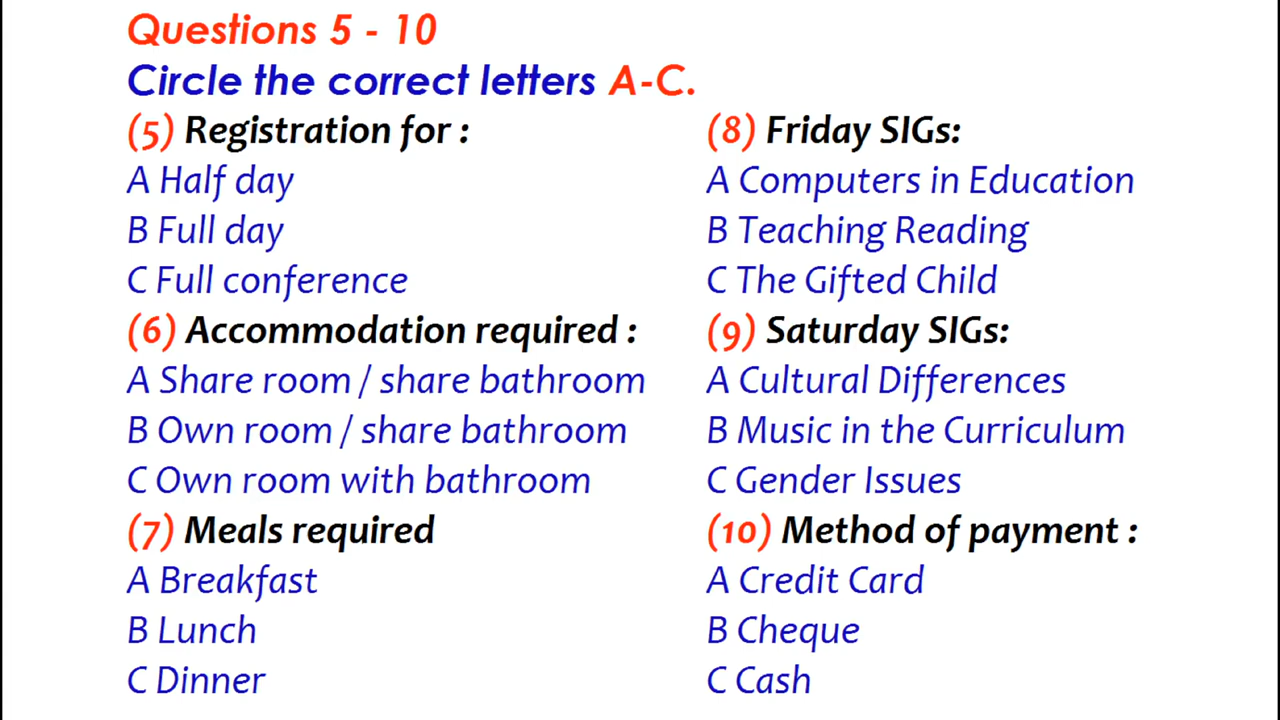 Questions 5 - 10
Circle the correct letters A-C.
(5) Registration for :
A Half day
B Full day
C Full conference
(6) Accommodation required :
A Share room / share bathroom
B Own room / share bathroom
C Own room with bathroom
(7) Meals required
A Breakfast
B Lunch
C Dinner
(8) Friday SIGs:
A Computers in Education
B Teaching Reading
C The Gifted Child
(9) Saturday SIGs:
A Cultural Differences
B Music in the Curriculum
C Gender Issues
(10) Method of payment :
A Credit Card
B Cheque
C Cash